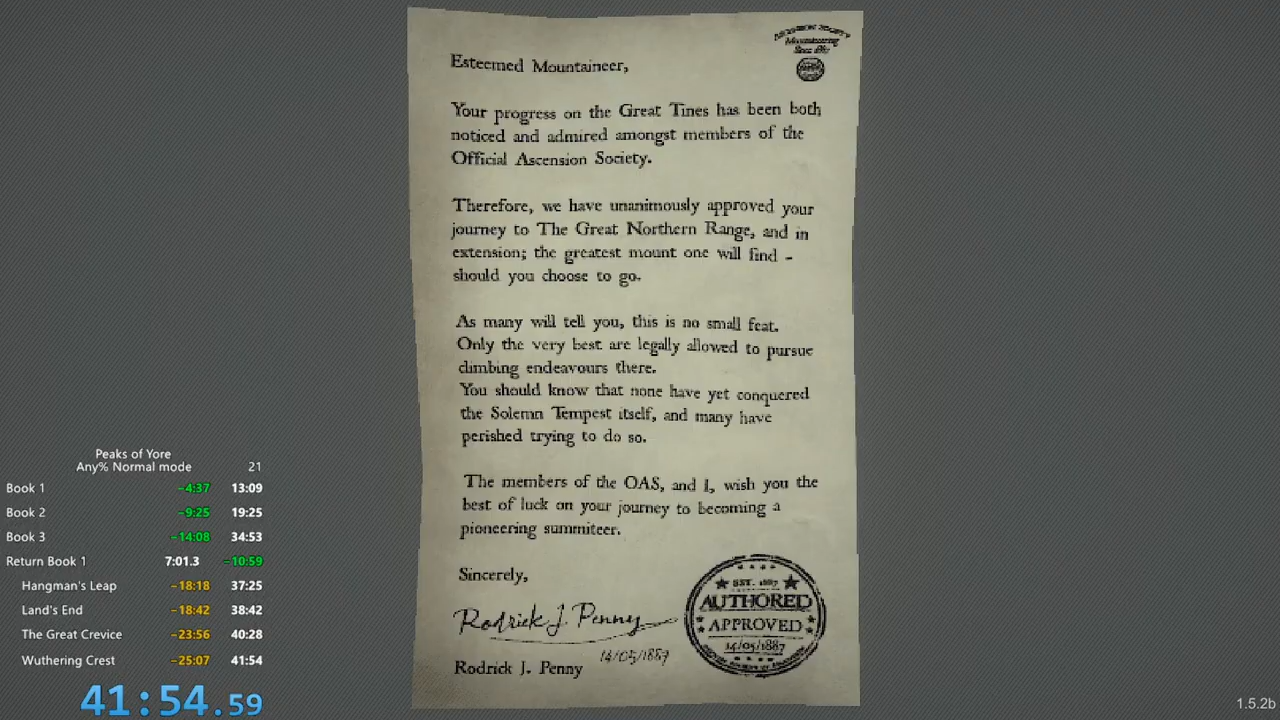 ASCENSION SOCIETY
Mountaineering
Since 1887
Esteemed Mountaineer,
Your progress on the Great Tines has been both
noticed and admired amongst members of the
Official Ascension Society.
Therefore, we have unanimously approved your
journey to The Great Northern Range, and in
extension; the greatest mount one will find -
should you choose to go.
As many will tell you, this is no small feat.
Only the very best are legally allowed to pursue
climbing endeavours there.
You should know that none have yet conquered
the Solemn Tempest itself, and many have
perished trying to do so.
The members of the OAS, and I, wish you the
best of luck on your journey to becoming a
pioneering summiteer.
Sincerely,
Rodrick J. Penny
14/05/1887
Rodrick J. Penny
EST. 1887
AUTHORED
APPROVED
14/05/1887
Peaks of Yore
Any% Normal mode 21
Book 1 -4:37 13:09
Book 2 -9:25 19:25
Book 3 -14:08 34:53
Return Book 1 7:01.3 -10:59
Hangman's Leap -18:18 37:25
Land's End -18:42 38:42
The Great Crevice -23:56 40:28
Wuthering Crest -25:07 41:54
41:54.59
1.5.2b